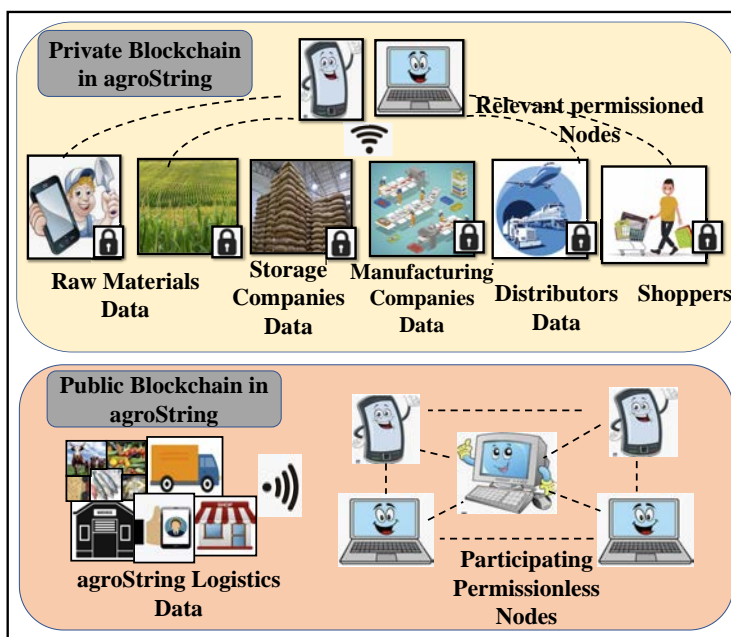 Private Blockchain
in agroString
Relevant permissioned
Nodes
Raw Materials
Data
Storage
Companies
Data
Manufacturing
Companies
Data
Distributors
Data
Shoppers
Public Blockchain in
agroString
agroString Logistics
Data
Participating
Permissionless
Nodes